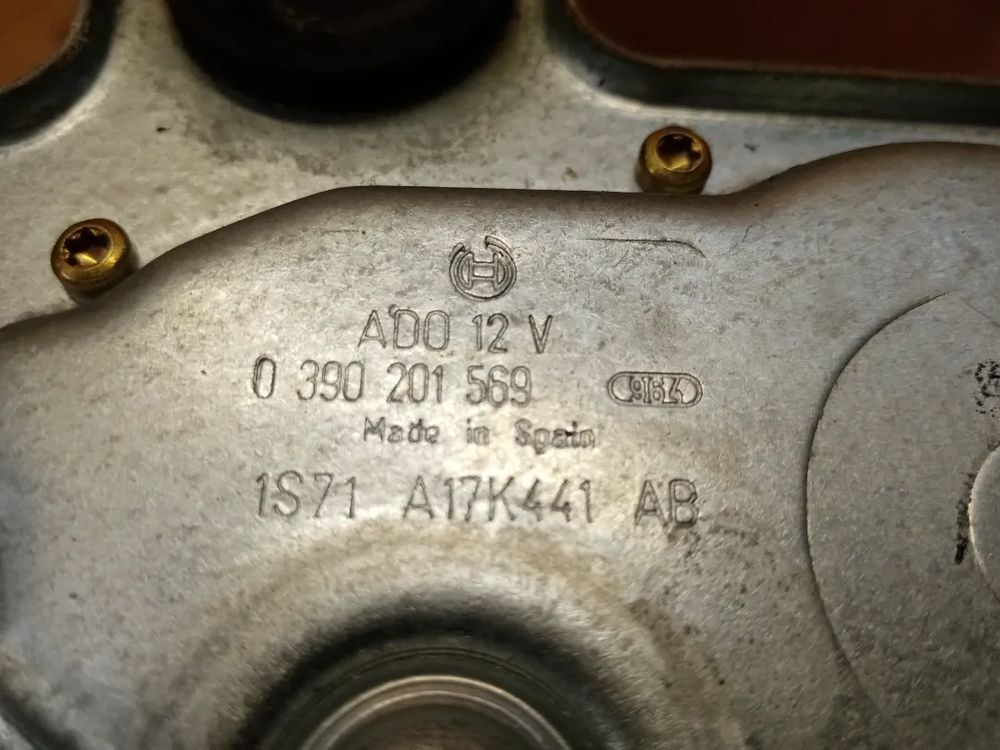 ADO 12 V
0 390 201 569
Made in Spain
1S71 A17K441 AB